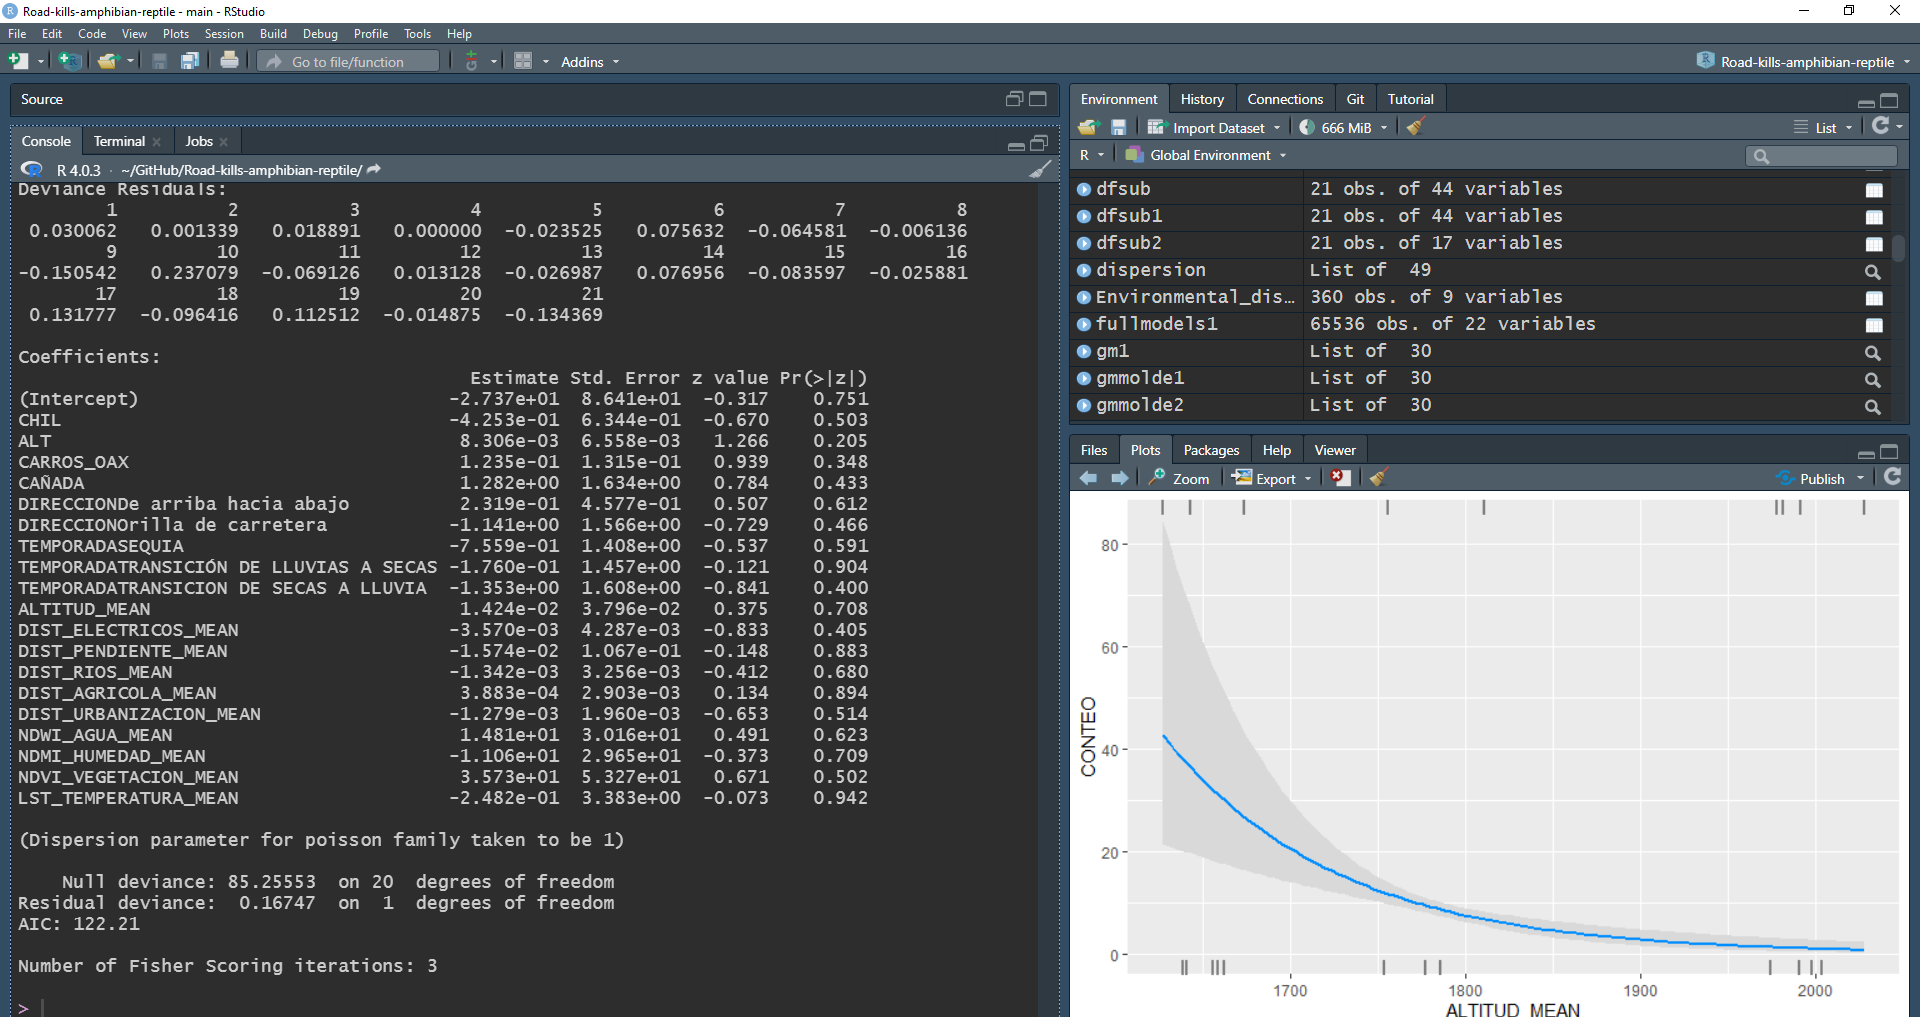 Road-kills-amphibian-reptile - main - RStudio
File Edit Code View Plots Session Build Debug Profile Tools Help
Go to file/function Addins Road-kills-amphibian-reptile
Source
Console Terminal Jobs
R 4.0.3 · ~/GitHub/Road-kills-amphibian-reptile/
Deviance Residuals:
1 2 3 4 5 6 7 8
0.030062 0.001339 0.018891 0.000000 -0.023525 0.075632 -0.064581 -0.006136
9 10 11 12 13 14 15 16
-0.150542 0.237079 -0.069126 0.013128 -0.026987 0.076956 -0.083597 -0.025881
17 18 19 20 21
0.131777 -0.096416 0.112512 -0.014875 -0.134369
Coefficients:
Estimate Std. Error z value Pr(>|z|)
(Intercept) -2.737e+01 8.641e+01 -0.317 0.751
CHIL -4.253e-01 6.344e-01 -0.670 0.503
ALT 8.306e-03 6.558e-03 1.266 0.205
CARROS_OAX 1.235e-01 1.315e-01 0.939 0.348
CAÑADA 1.282e+00 1.634e+00 0.784 0.433
DIRECCIONDe arriba hacia abajo 2.319e-01 4.577e-01 0.507 0.612
DIRECCIONOrilla de carretera -1.141e+00 1.566e+00 -0.729 0.466
TEMPORADASEQUIA -7.559e-01 1.408e+00 -0.537 0.591
TEMPORADATRANSICIÓN DE LLUVIAS A SECAS -1.760e-01 1.457e+00 -0.121 0.904
TEMPORADATRANSICION DE SECAS A LLUVIA -1.353e+00 1.608e+00 -0.841 0.400
ALTITUD_MEAN 1.424e-02 3.796e-02 0.375 0.708
DIST_ELECTRICOS_MEAN -3.570e-03 4.287e-03 -0.833 0.405
DIST_PENDIENTE_MEAN -1.574e-02 1.067e-01 -0.148 0.883
DIST_RIOS_MEAN -1.342e-03 3.256e-03 -0.412 0.680
DIST_AGRICOLA_MEAN 3.883e-04 2.903e-03 0.134 0.894
DIST_URBANIZACION_MEAN -1.279e-03 1.960e-03 -0.653 0.514
NDWI_AGUA_MEAN 1.481e+01 3.016e+01 0.491 0.623
NDMI_HUMEDAD_MEAN -1.106e+01 2.965e+01 -0.373 0.709
NDVI_VEGETACION_MEAN 3.573e+01 5.327e+01 0.671 0.502
LST_TEMPERATURA_MEAN -2.482e-01 3.383e+00 -0.073 0.942
(Dispersion parameter for poisson family taken to be 1)
Null deviance: 85.25553 on 20 degrees of freedom
Residual deviance: 0.16747 on 1 degrees of freedom
AIC: 122.21
Number of Fisher Scoring iterations: 3
>
Environment History Connections Git Tutorial
Import Dataset 666 MiB List
R Global Environment
dfsub 21 obs. of 44 variables
dfsub1 21 obs. of 44 variables
dfsub2 21 obs. of 17 variables
dispersion List of 49
Environmental_dis… 360 obs. of 9 variables
fullmodels1 65536 obs. of 22 variables
gm1 List of 30
gmmolde1 List of 30
gmmolde2 List of 30
Files Plots Packages Help Viewer
Zoom Export Publish
80
60
40
20
0
CONTEO
1700 1800 1900 2000
ALTITUD_MEAN